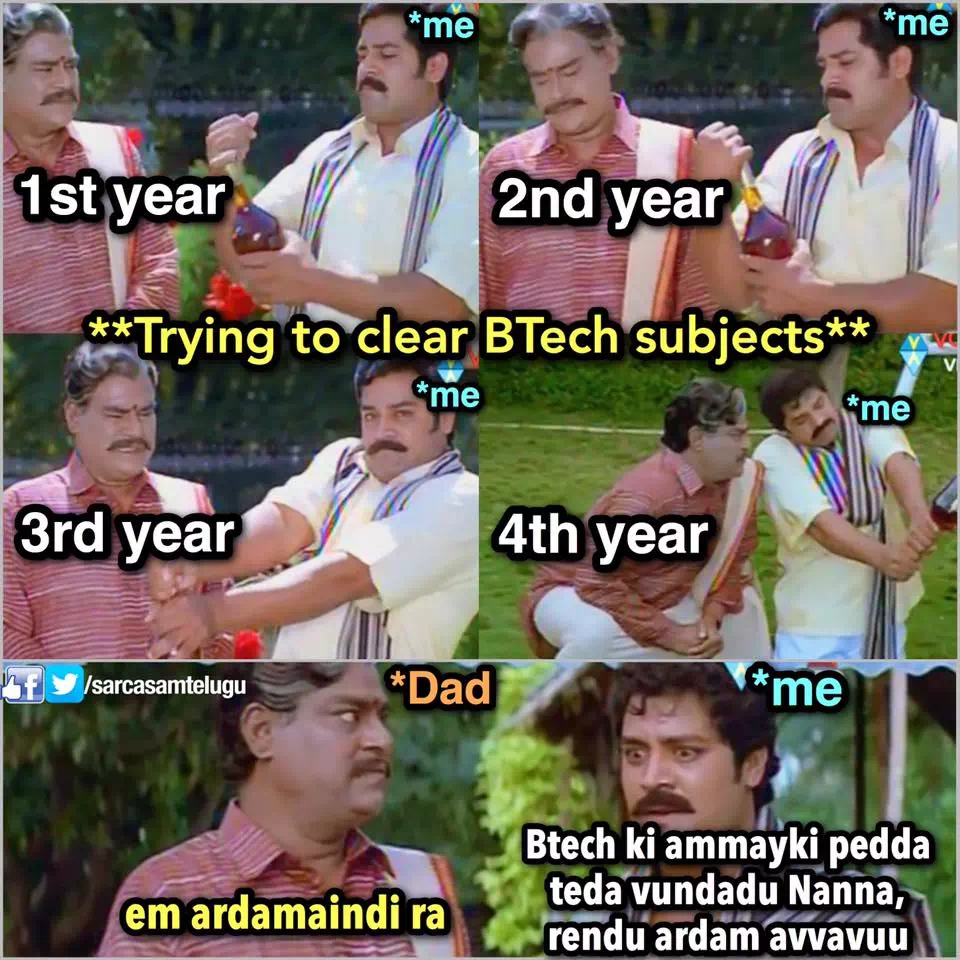 *me
*me
1st year
2nd year
**Trying to clear BTech subjects**
*me
*me
3rd year
4th year
/sarcasamtelugu
*Dad
*me
em ardamaindi ra
Btech ki ammayki pedda
teda vundadu Nanna,
rendu ardam avvavuu